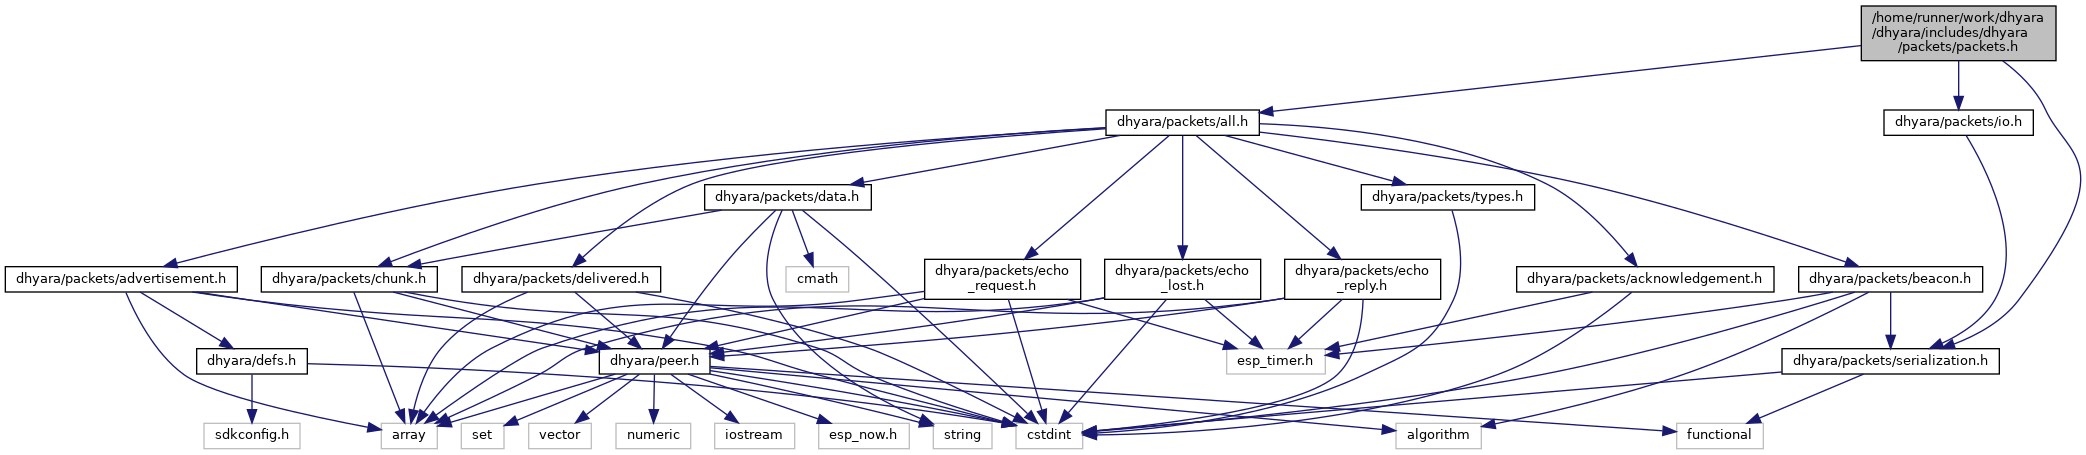 /home/runner/work/dhyara
/dhyara/includes/dhyara
/packets/packets.h
dhyara/packets/all.h
dhyara/packets/io.h
dhyara/packets/data.h
dhyara/packets/types.h
dhyara/packets/advertisement.h
dhyara/packets/chunk.h
dhyara/packets/delivered.h
cmath
dhyara/packets/echo
_request.h
dhyara/packets/echo
_lost.h
dhyara/packets/echo
_reply.h
dhyara/packets/acknowledgement.h
dhyara/packets/beacon.h
dhyara/defs.h
dhyara/peer.h
esp_timer.h
dhyara/packets/serialization.h
sdkconfig.h
array
set
vector
numeric
iostream
esp_now.h
string
cstdint
algorithm
functional